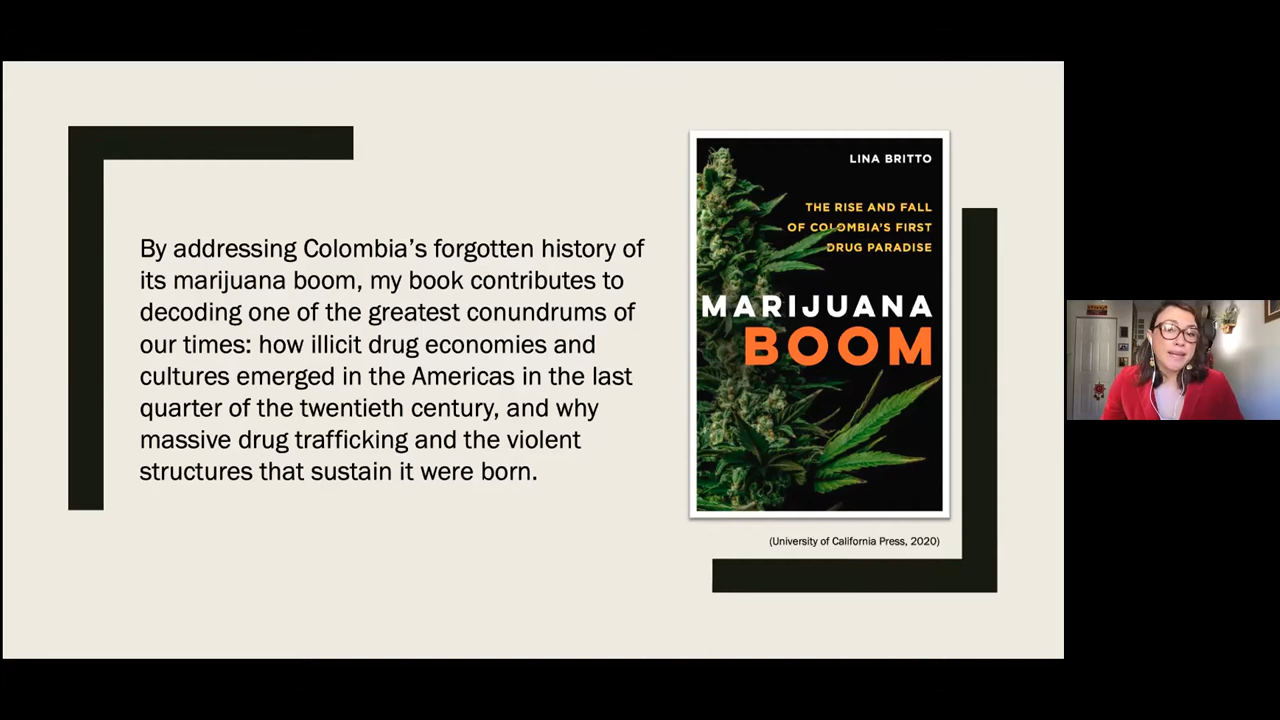 By addressing Colombia's forgotten history of
its marijuana boom, my book contributes to
decoding one of the greatest conundrums of
our times: how illicit drug economies and
cultures emerged in the Americas in the last
quarter of the twentieth century, and why
massive drug trafficking and the violent
structures that sustain it were born.
LINA BRITTO
THE RISE AND FALL
OF COLOMBIA'S FIRST
DRUG PARADISE
MARIJUANA
BOOM
(University of California Press, 2020)